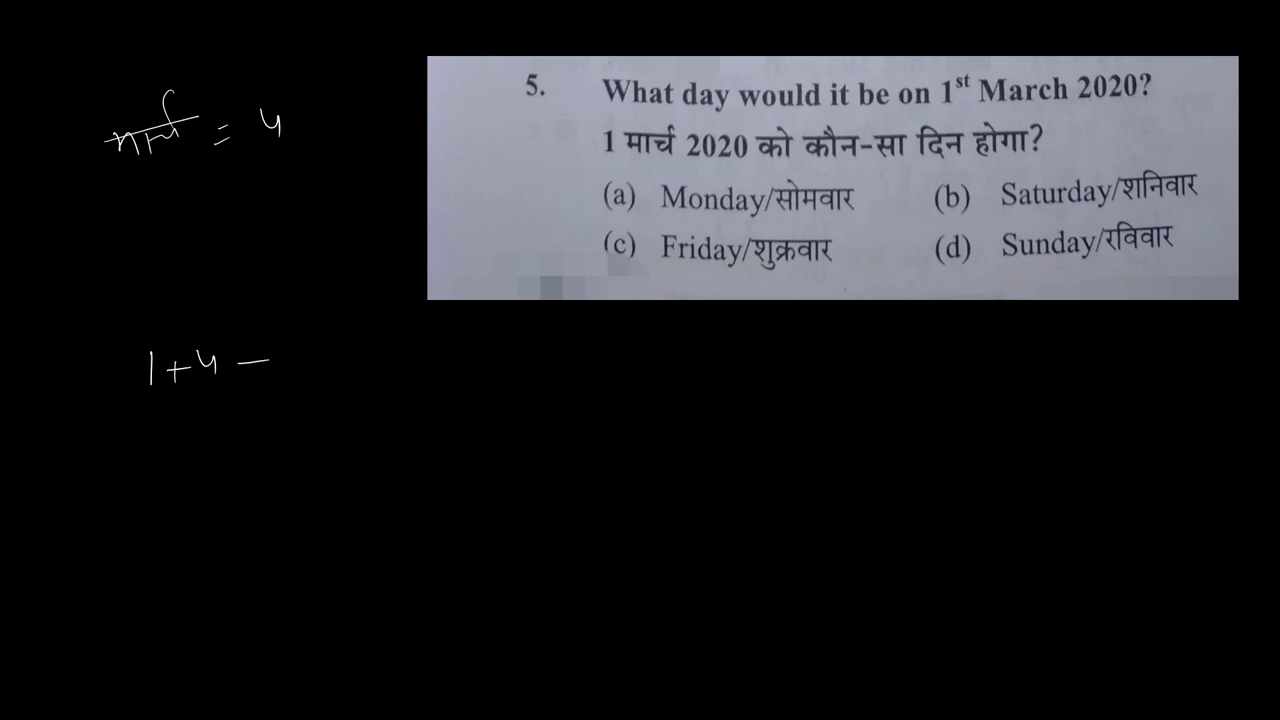 मार्च = 4
5. What day would it be on 1st March 2020?
1 मार्च 2020 को कौन-सा दिन होगा?
(a) Monday/सोमवार (b) Saturday/शनिवार
(c) Friday/शुक्रवार (d) Sunday/रविवार
1+4 —